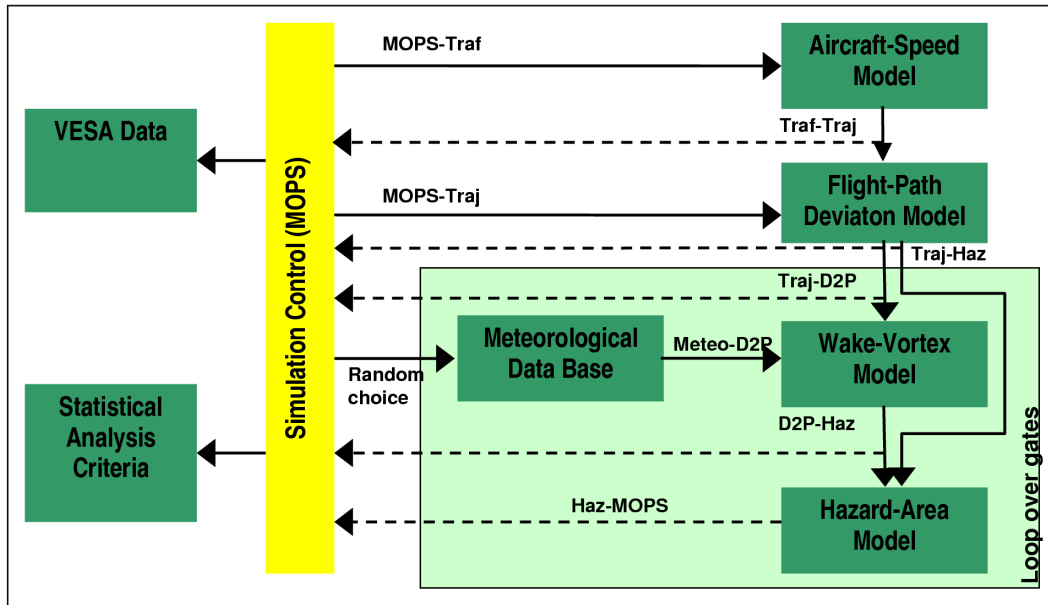 MOPS-Traf
Aircraft-Speed
Model
VESA Data
Traf-Traj
Simulation Control (MOPS)
MOPS-Traj
Flight-Path
Deviaton Model
Traj-Haz
Traj-D2P
Meteorological
Data Base
Meteo-D2P
Wake-Vortex
Model
Random
choice
Statistical
Analysis
Criteria
D2P-Haz
Haz-MOPS
Hazard-Area
Model
Loop over gates